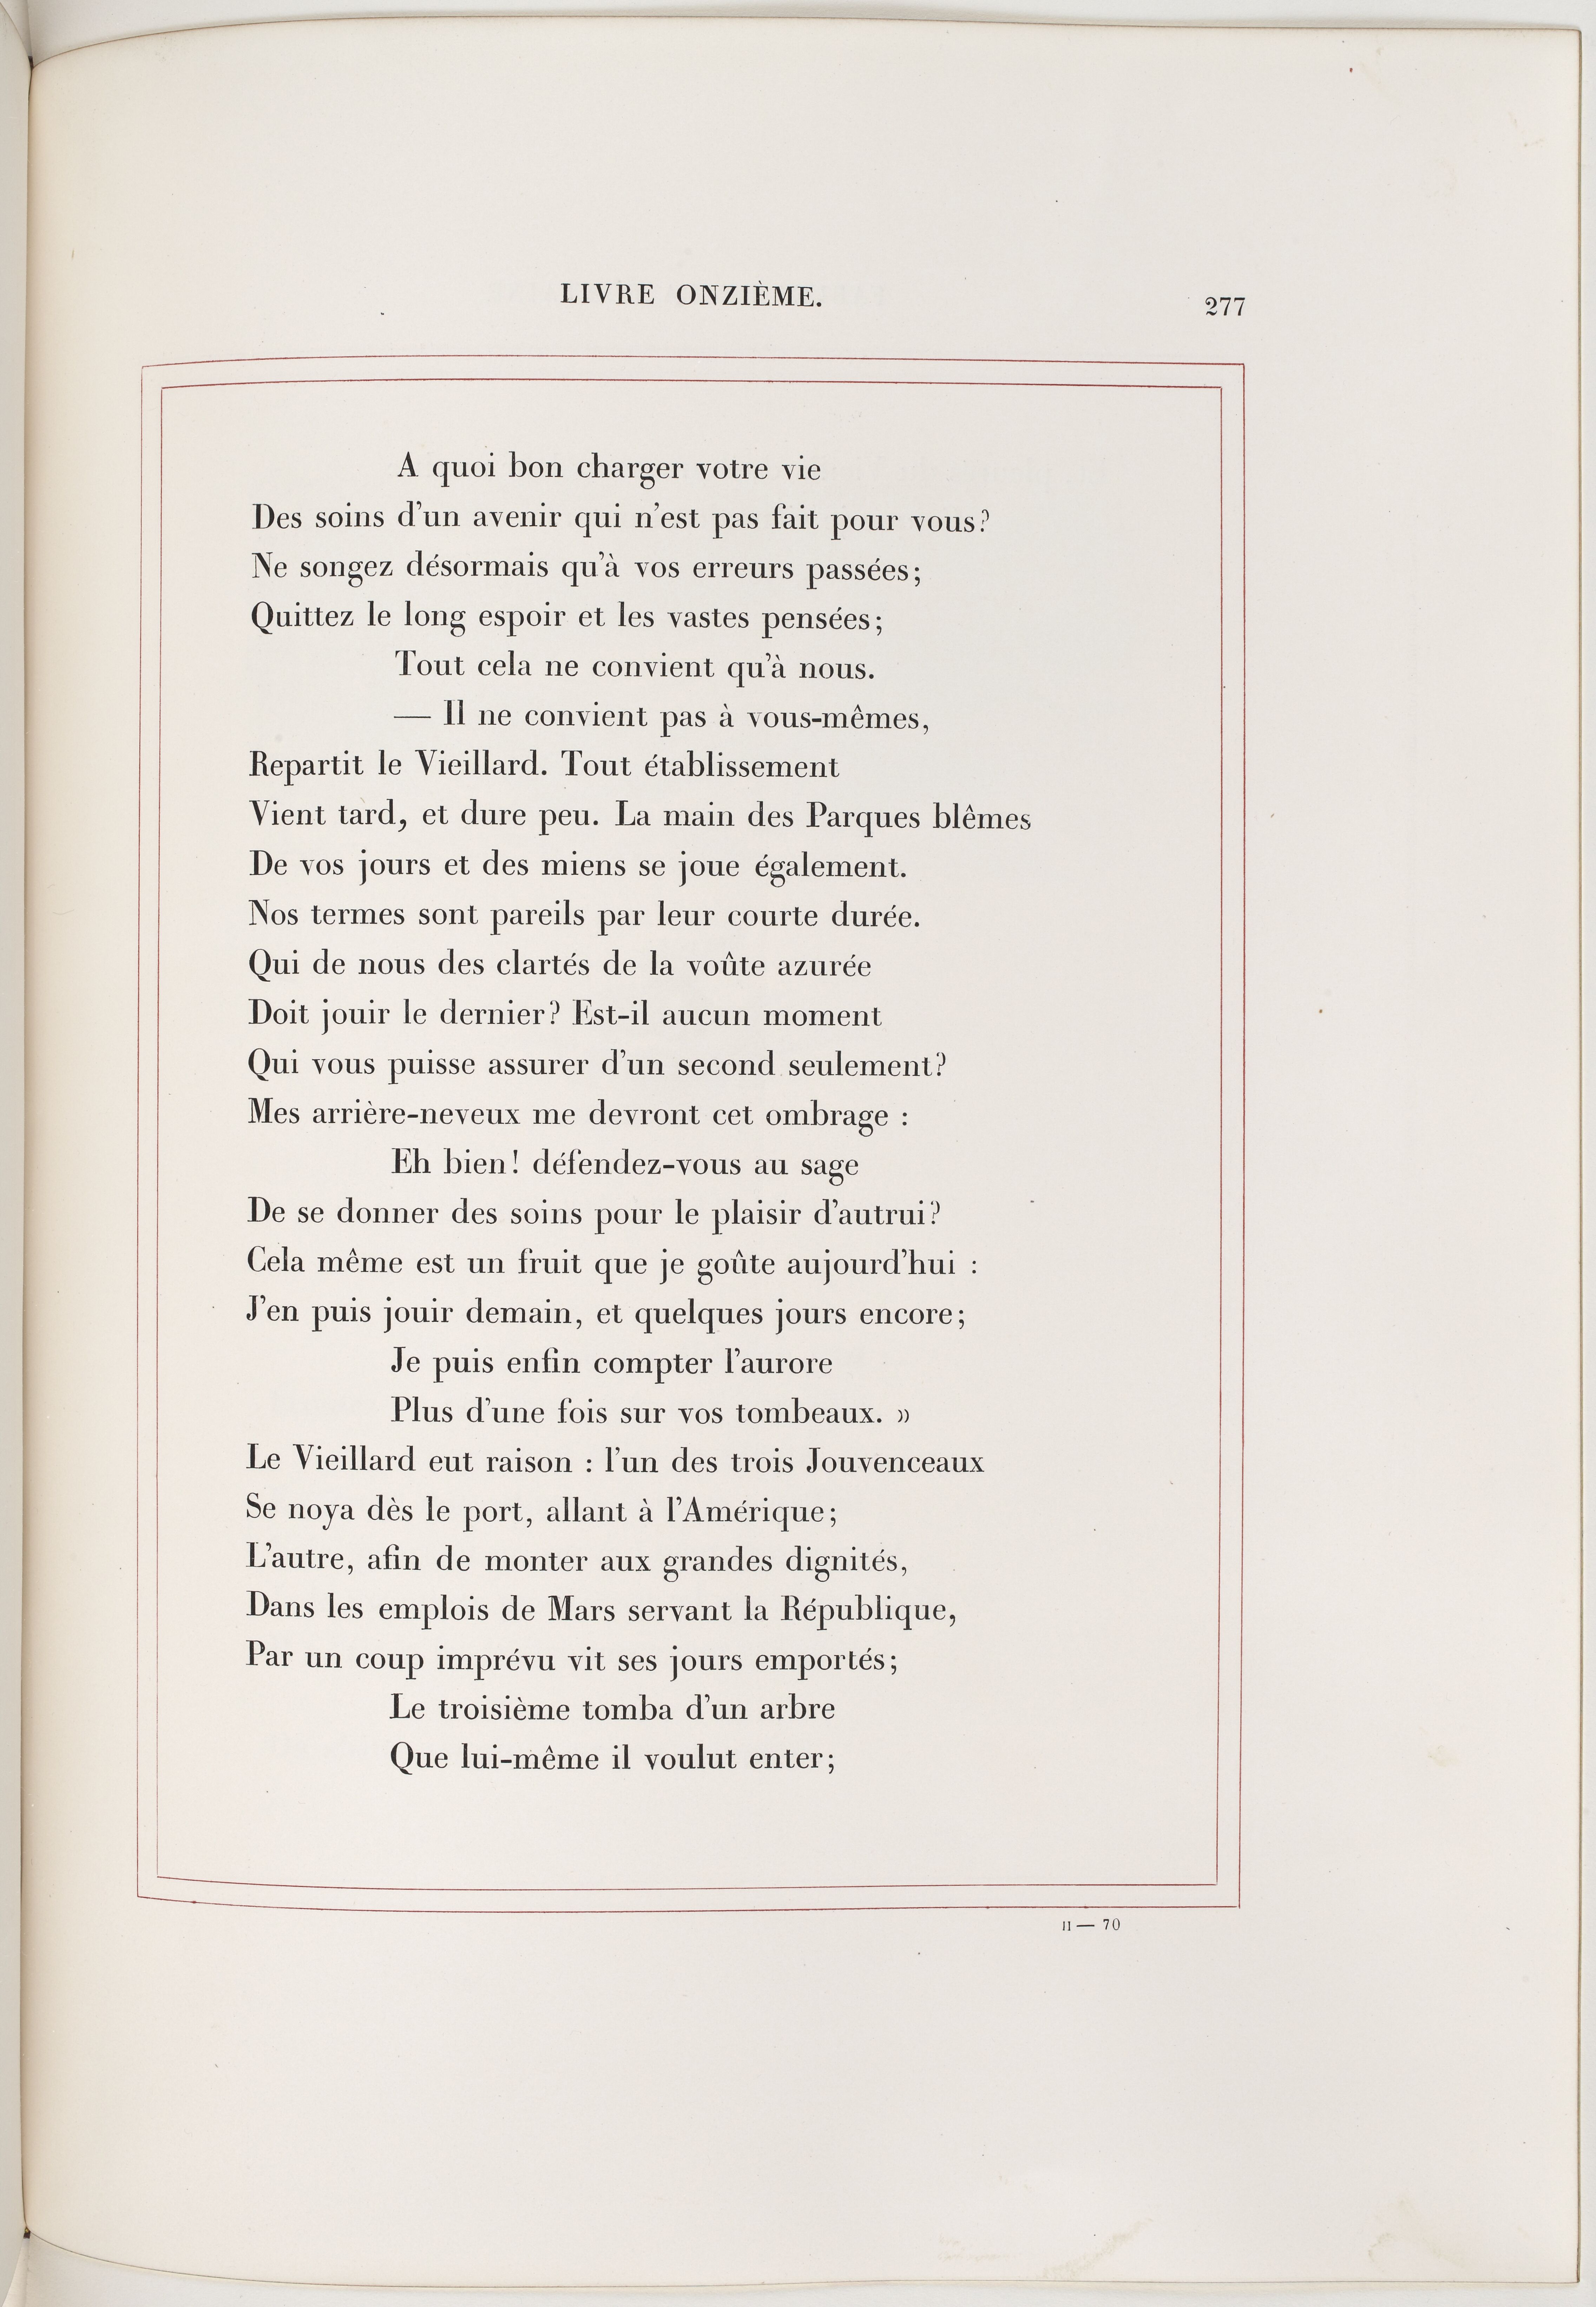 LIVRE ONZIÈME.
277
A quoi bon charger votre vie
Des soins d'un avenir qui n'est pas fait pour vous?
Ne songez désormais qu'à vos erreurs passées;
Quittez le long espoir et les vastes pensées;
Tout cela ne convient qu'à nous.
— Il ne convient pas à vous-mêmes,
Repartit le Vieillard. Tout établissement
Vient tard, et dure peu. La main des Parques blêmes
De vos jours et des miens se joue également.
Nos termes sont pareils par leur courte durée.
Qui de nous des clartés de la voûte azurée
Doit jouir le dernier? Est-il aucun moment
Qui vous puisse assurer d'un second seulement?
Mes arrière-neveux me devront cet ombrage :
Eh bien! défendez-vous au sage
De se donner des soins pour le plaisir d'autrui?
Cela même est un fruit que je goûte aujourd'hui :
J'en puis jouir demain, et quelques jours encore;
Je puis enfin compter l'aurore
Plus d'une fois sur vos tombeaux. »
Le Vieillard eut raison : l'un des trois Jouvenceaux
Se noya dès le port, allant à l'Amérique;
L'autre, afin de monter aux grandes dignités,
Dans les emplois de Mars servant la République,
Par un coup imprévu vit ses jours emportés;
Le troisième tomba d'un arbre
Que lui-même il voulut enter;
II — 70